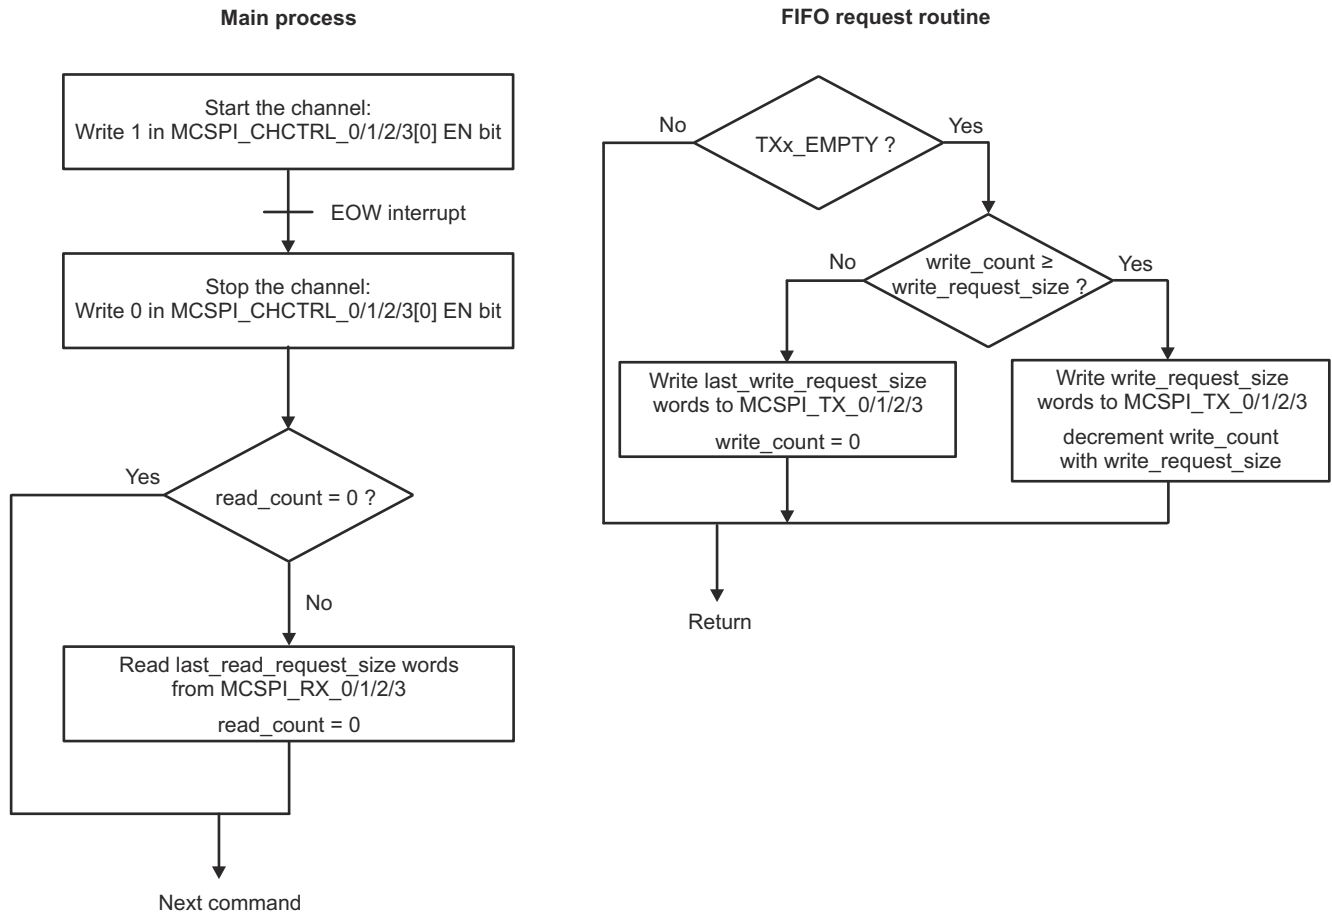 Main process
Start the channel:
Write 1 in MCSPI_CHCTRL_0/1/2/3[0] EN bit
EOW interrupt
Stop the channel:
Write 0 in MCSPI_CHCTRL_0/1/2/3[0] EN bit
Yes
read_count = 0 ?
No
Read last_read_request_size words
from MCSPI_RX_0/1/2/3
read_count = 0
Next command
FIFO request routine
No
TXx_EMPTY ?
Yes
No
write_count ≥
write_request_size ?
Yes
Write last_write_request_size
words to MCSPI_TX_0/1/2/3
write_count = 0
Write write_request_size
words to MCSPI_TX_0/1/2/3
decrement write_count
with write_request_size
Return